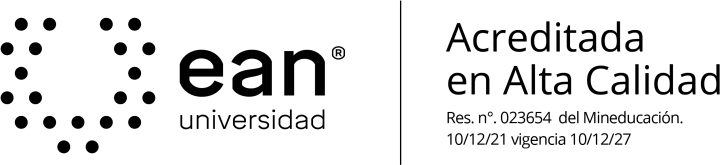 ean®
universidad
Acreditada
en Alta Calidad
Res. n°. 023654 del Mineducación.
10/12/21 vigencia 10/12/27